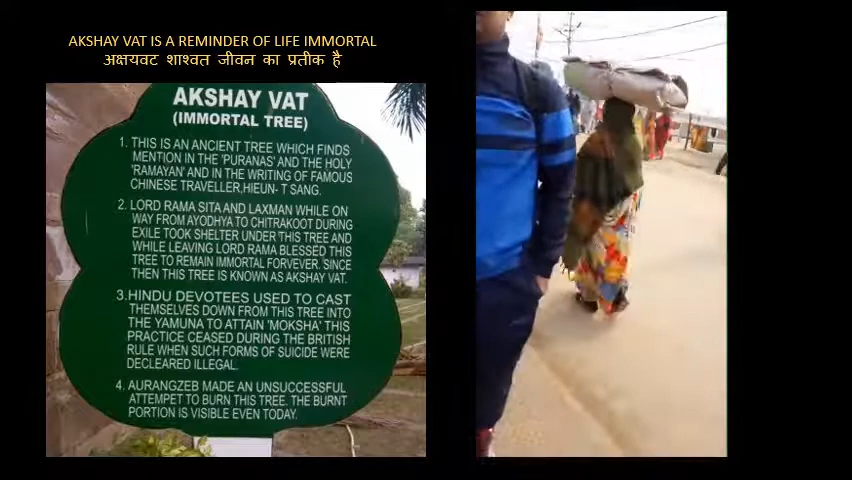 AKSHAY VAT IS A REMINDER OF LIFE IMMORTAL
अक्षयवट शाश्वत जीवन का प्रतीक है
AKSHAY VAT
(IMMORTAL TREE)
1. THIS IS AN ANCIENT TREE WHICH FINDS
MENTION IN THE 'PURANAS' AND THE HOLY
'RAMAYAN' AND IN THE WRITING OF FAMOUS
CHINESE TRAVELLER,HIEUN- T SANG.
2. LORD RAMA SITA AND LAXMAN WHILE ON
WAY FROM AYODHYA TO CHITRAKOOT DURING
EXILE TOOK SHELTER UNDER THIS TREE AND
WHILE LEAVING LORD RAMA BLESSED THIS
TREE TO REMAIN IMMORTAL FORVEVER. SINCE
THEN THIS TREE IS KNOWN AS AKSHAY VAT.
3. HINDU DEVOTEES USED TO CAST
THEMSELVES DOWN FROM THIS TREE INTO
THE YAMUNA TO ATTAIN 'MOKSHA' THIS
PRACTICE CEASED DURING THE BRITISH
RULE WHEN SUCH FORMS OF SUICIDE WERE
DECLEARED ILLEGAL.
4. AURANGZEB MADE AN UNSUCCESSFUL
ATTEMPET TO BURN THIS TREE. THE BURNT
PORTION IS VISIBLE EVEN TODAY.